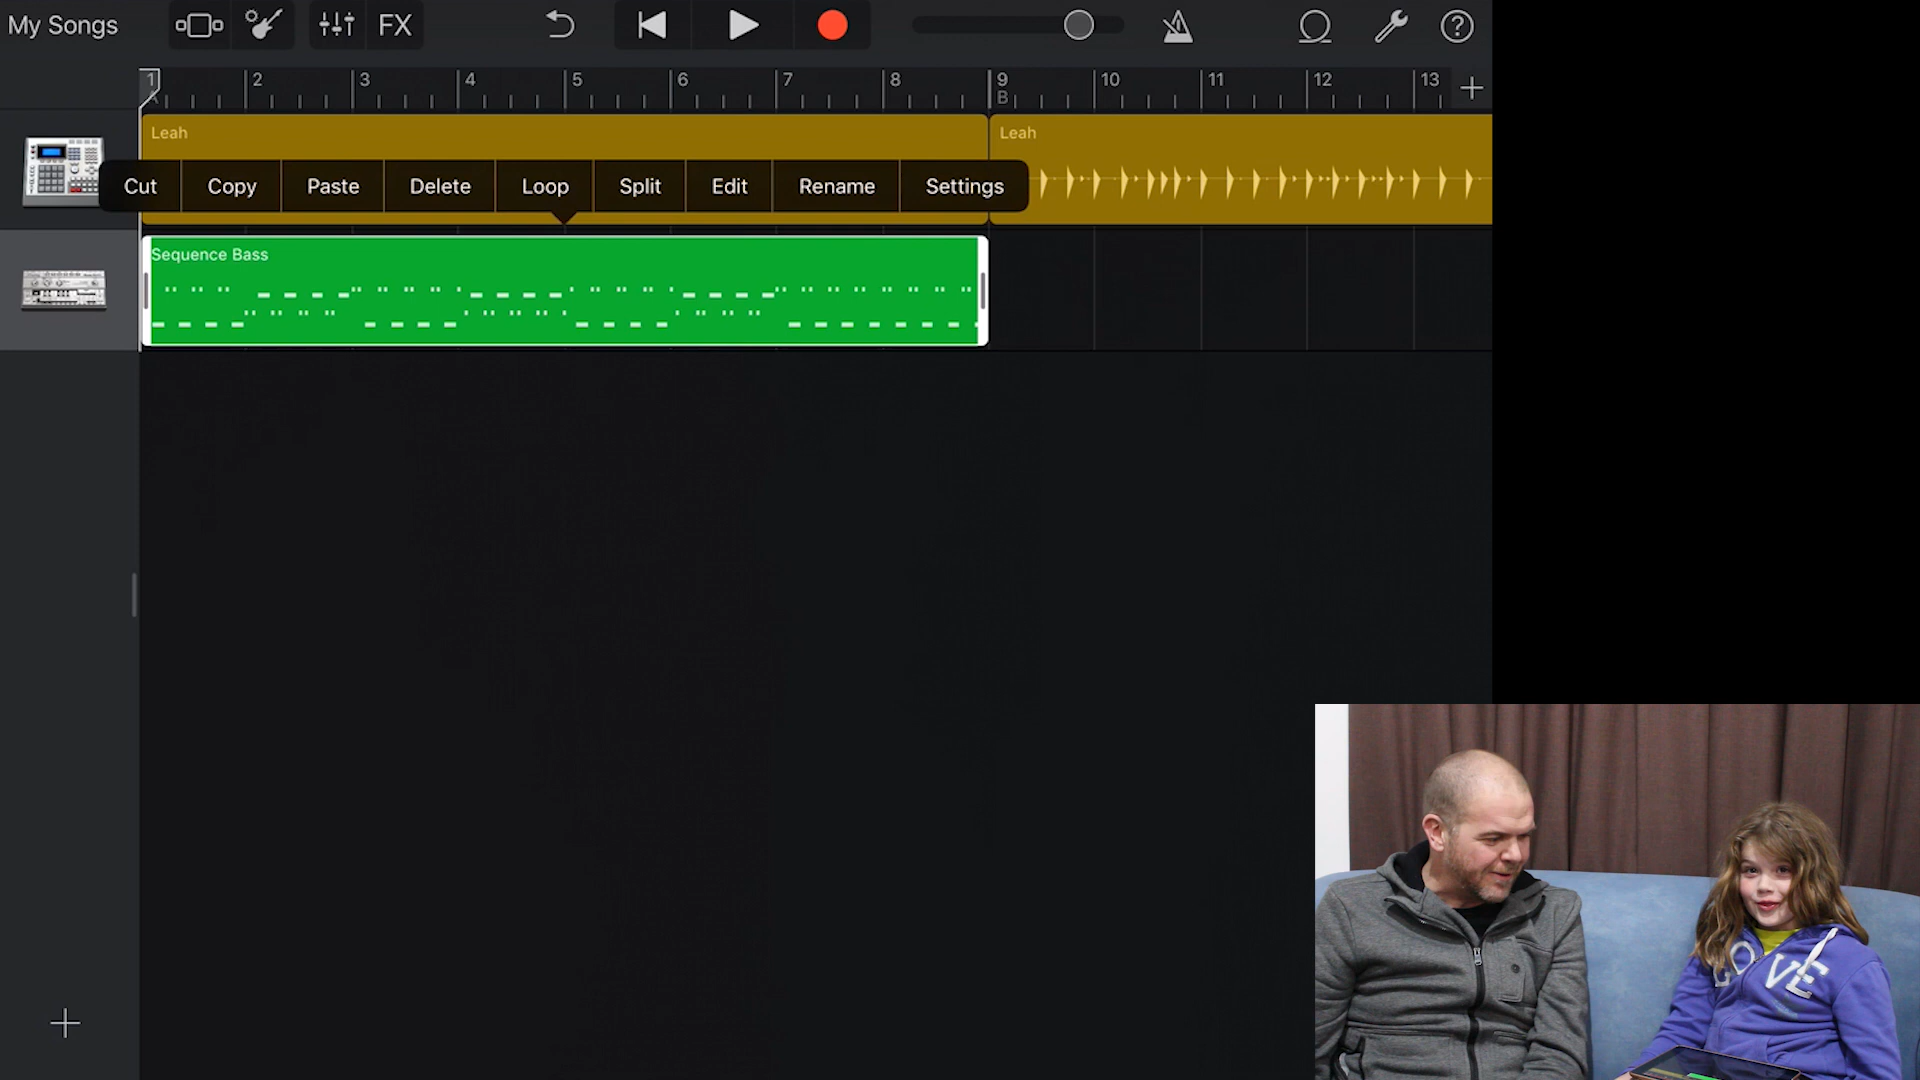 My Songs FX
1 2 3 4 5 6 7 8 9 10 11 12 13
A B
Leah Leah
Cut Copy Paste Delete Loop Split Edit Rename Settings
Sequence Bass
LOVE